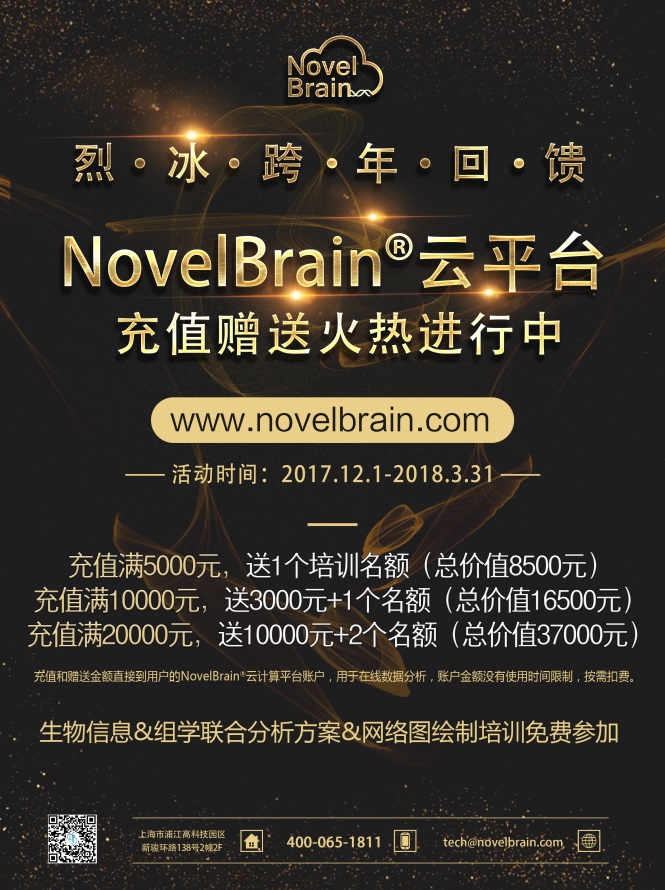 Novel
Brain
烈·冰·跨·年·回·馈
NovelBrain®云平台
充值赠送火热进行中
www.novelbrain.com
活动时间：2017.12.1-2018.3.31
充值满5000元，送1个培训名额（总价值8500元）
充值满10000元，送3000元+1个名额（总价值16500元）
充值满20000元，送10000元+2个名额（总价值37000元）
充值和赠送金额直接到用户的NovelBrain®云计算平台账户，用于在线数据分析，账户金额没有使用时间限制，按需扣费。
生物信息&组学联合分析方案&网络图绘制培训免费参加
上海市浦江高科技园区
新骏环路138号2幢2F
400-065-1811
tech@novelbrain.com